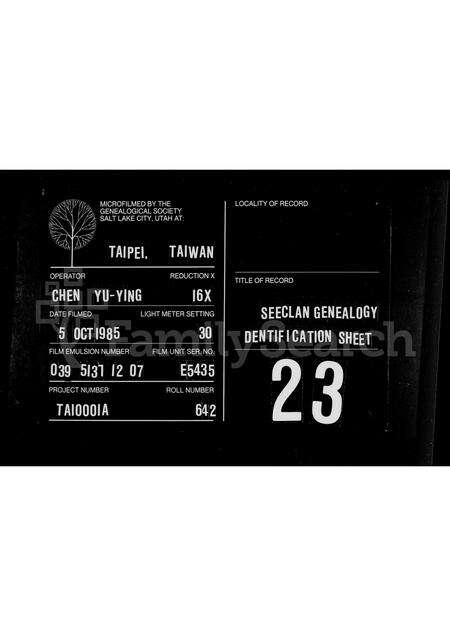 MICROFILMED BY THE
GENEALOGICAL SOCIETY
SALT LAKE CITY, UTAH AT:
TAIPEI, TAIWAN
OPERATOR REDUCTION X
CHEN YU-YING 16X
DATE FILMED LIGHT METER SETTING
5 OCT1985 30
FILM EMULSION NUMBER FILM UNIT SER. NO.
039 5137 12 07 E5435
PROJECT NUMBER ROLL NUMBER
TAI0001A 642
LOCALITY OF RECORD
TITLE OF RECORD
SEECLAN GENEALOGY
DENTIFICATION SHEET
23
FamilySearch